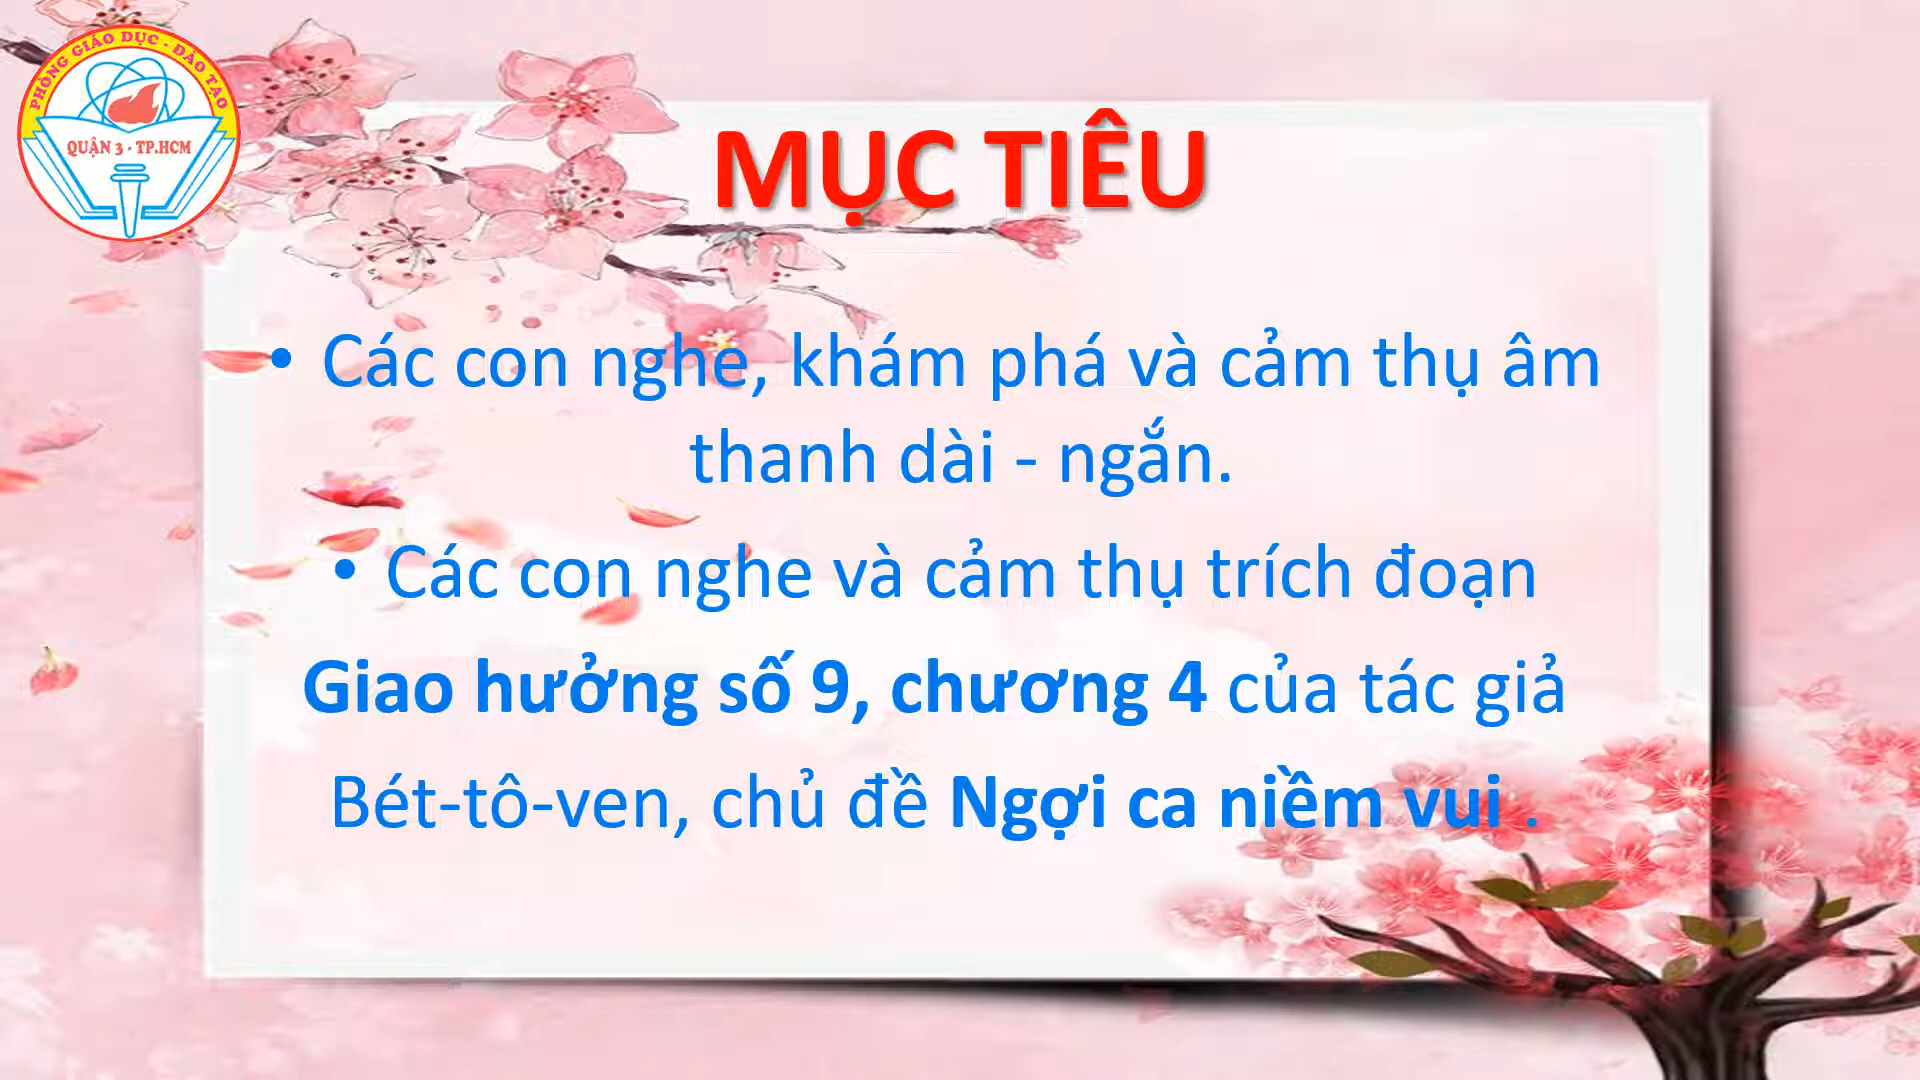 PHÒNG GIÁO DỤC - ĐÀO TẠO
QUẬN 3 - TP.HCM
MỤC TIÊU
• Các con nghe, khám phá và cảm thụ âm
thanh dài - ngắn.
• Các con nghe và cảm thụ trích đoạn
Giao hưởng số 9, chương 4 của tác giả
Bét-tô-ven, chủ đề Ngợi ca niềm vui .